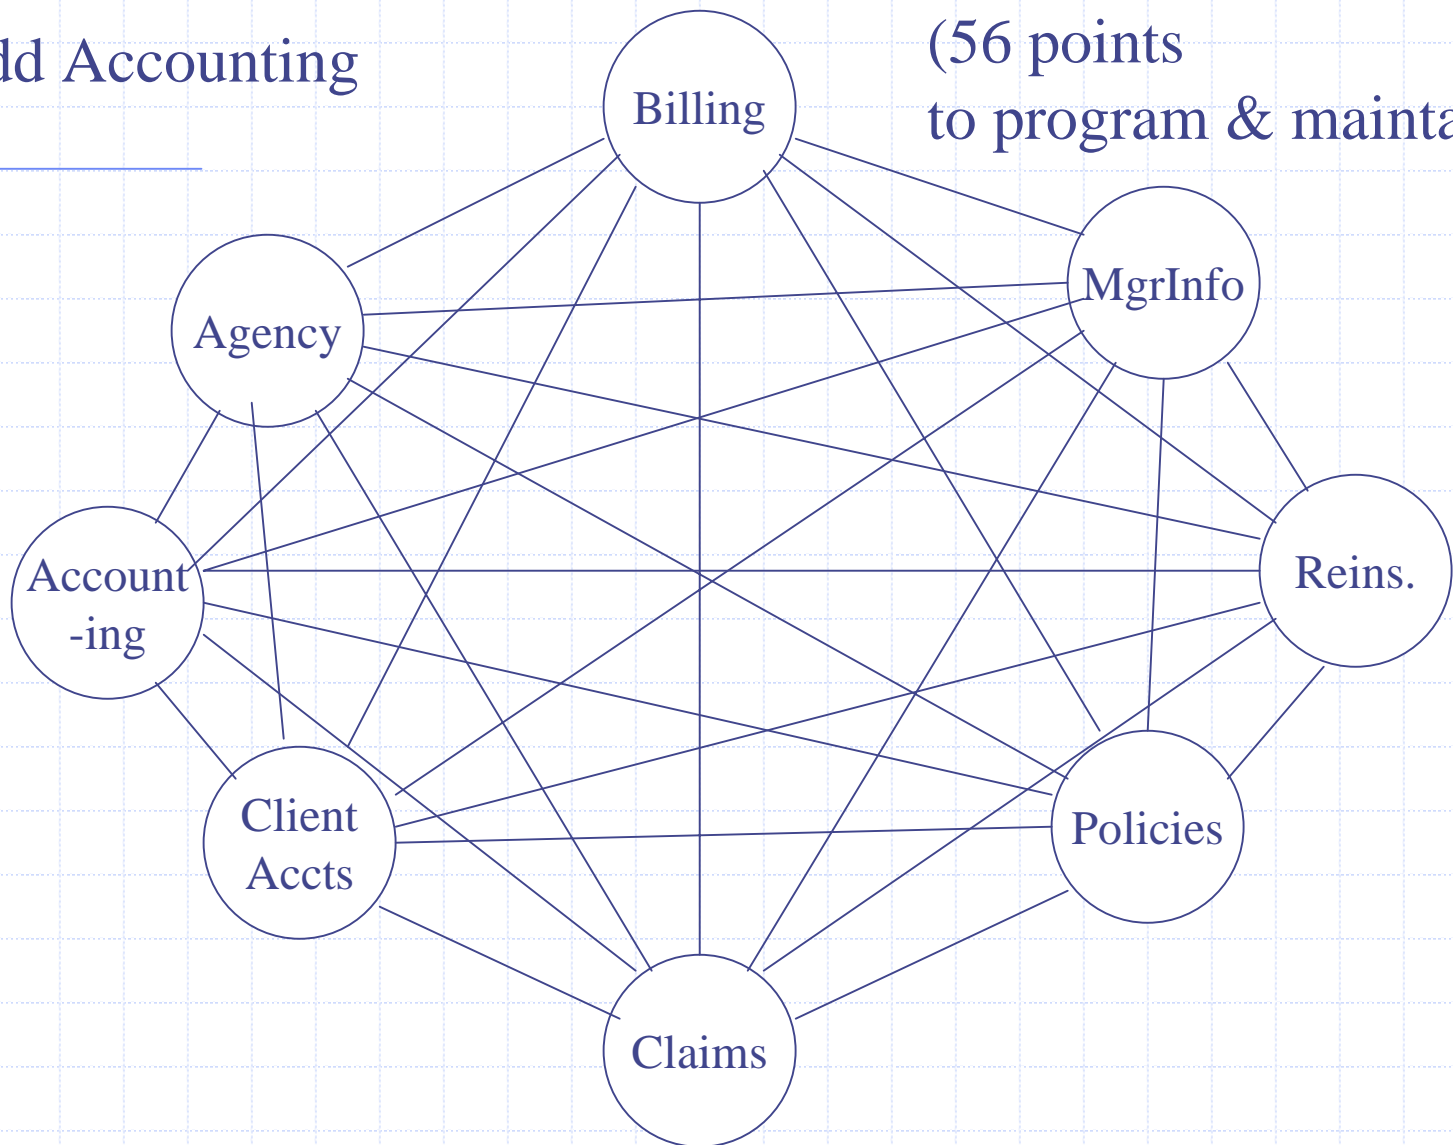 dd Accounting
(56 points
to program & mainta
Billing
MgrInfo
Agency
Account
-ing
Reins.
Client
Accts
Policies
Claims